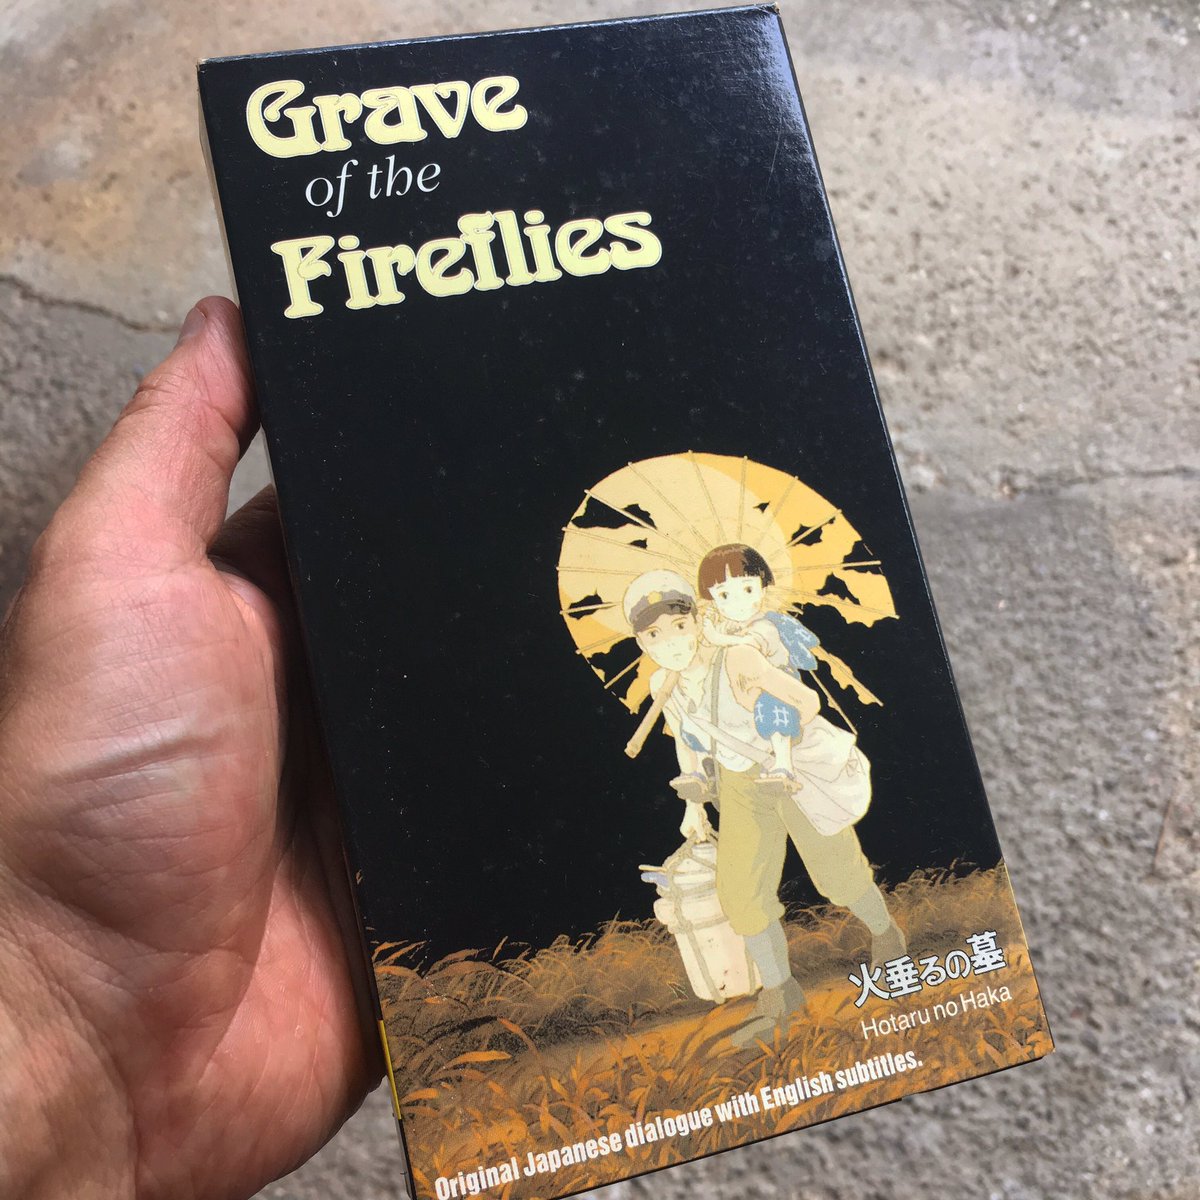 Grave
of the
Fireflies
火垂るの墓
Hotaru no Haka
Original Japanese dialogue with English subtitles.